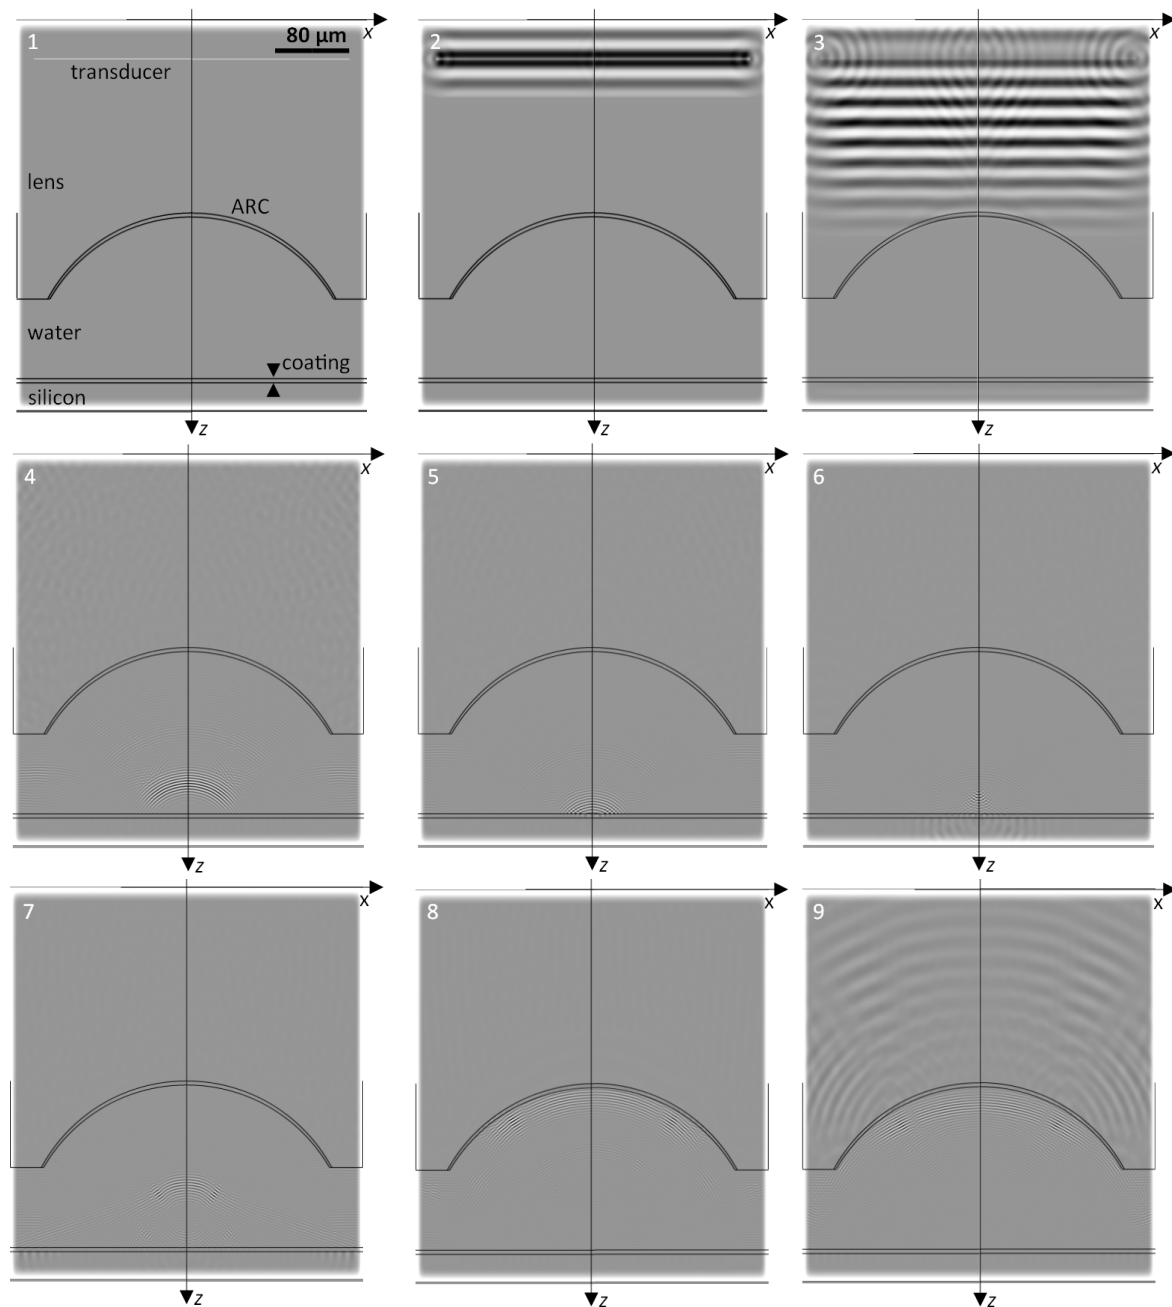 1
80 µm
x
transducer
lens
ARC
water
coating
silicon
z
2
x
z
3
x
z
4
x
z
5
x
z
6
x
z
7
x
z
8
x
z
9
x
z